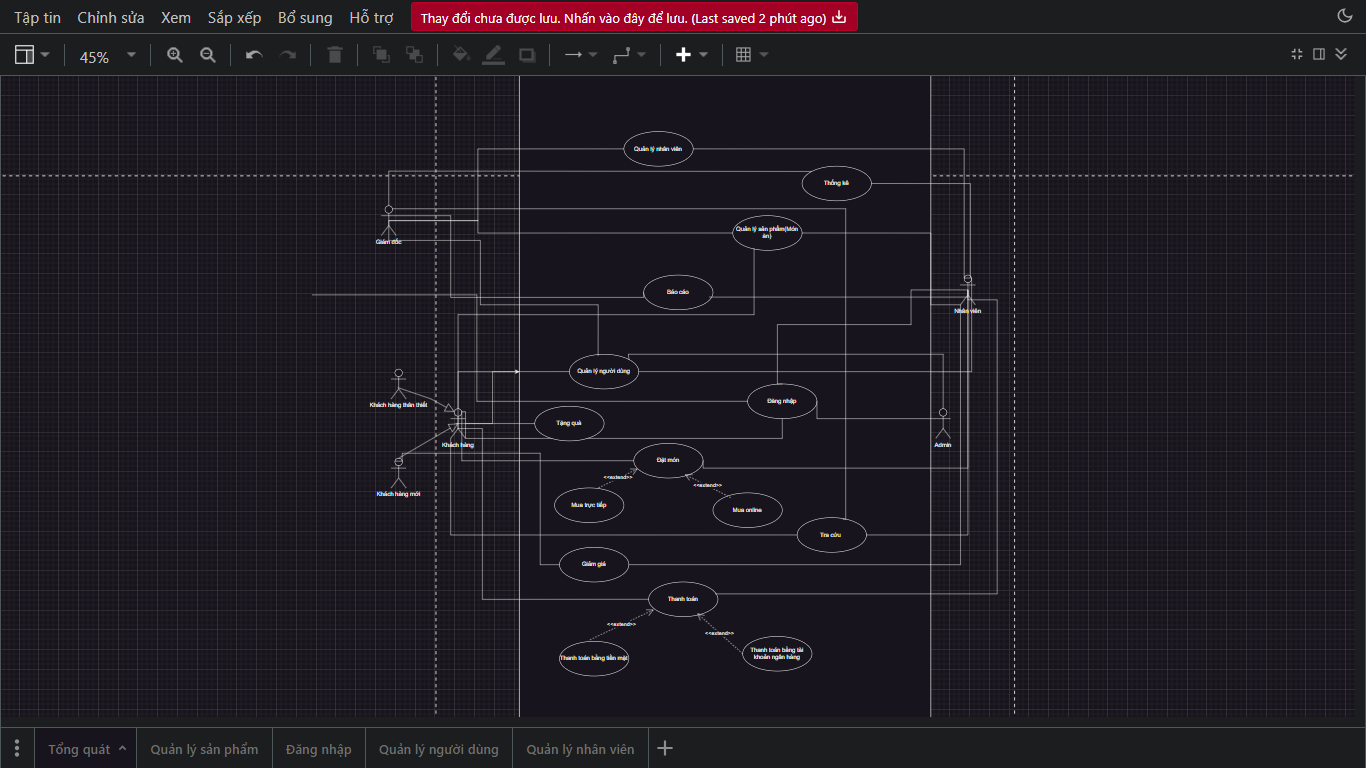 Tập tin Chỉnh sửa Xem Sắp xếp Bổ sung Hỗ trợ Thay đổi chưa được lưu. Nhấn vào đây để lưu. (Last saved 2 phút ago)
45%
Quản lý nhân viên
Thống kê
Quản lý sản phẩm(Món
ăn)
Giám đốc
Báo cáo
Nhân viên
Quản lý người dùng
Khách hàng thân thiết
Đăng nhập
Tặng quà
Khách hàng
Admin
Đặt món
<<extend>>
<<extend>>
Khách hàng mới
Mua trực tiếp
Mua online
Tra cứu
Giảm giá
Thanh toán
<<extend>>
<<extend>>
Thanh toán bằng tiền mặt
Thanh toán bằng tài
khoản ngân hàng
Tổng quát Quản lý sản phẩm Đăng nhập Quản lý người dùng Quản lý nhân viên